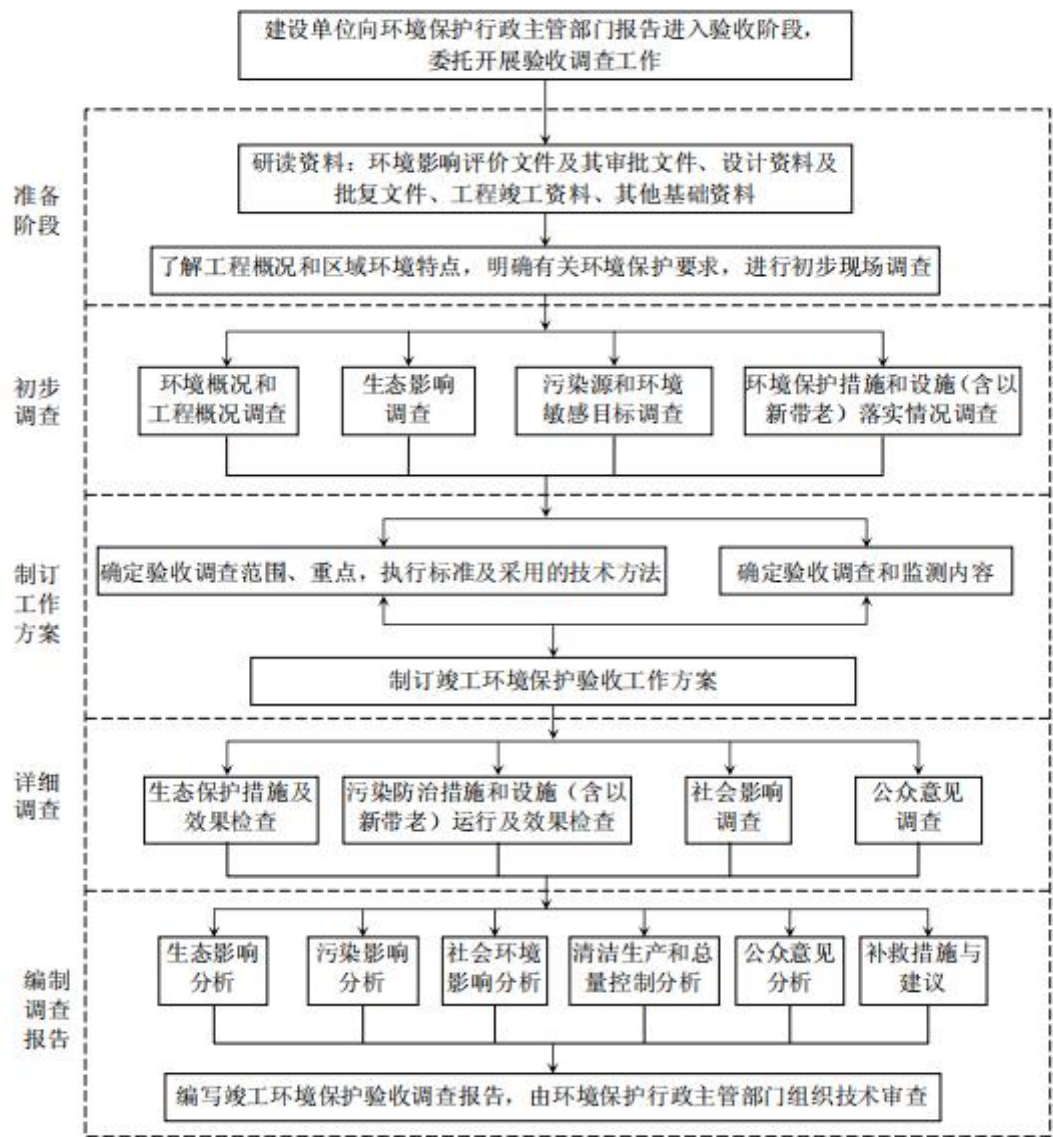 建设单位向环境保护行政主管部门报告进入验收阶段，
委托开展验收调查工作
准备
阶段
研读资料：环境影响评价文件及其审批文件、设计资料及
批复文件、工程竣工资料、其他基础资料
了解工程概况和区域环境特点，明确有关环境保护要求，进行初步现场调查
初步
调查
环境概况和
工程概况调查
生态影响
调查
污染源和环境
敏感目标调查
环境保护措施和设施（含以
新带老）落实情况调查
制订
工作
方案
确定验收调查范围、重点，执行标准及采用的技术方法
确定验收调查和监测内容
制订竣工环境保护验收工作方案
详细
调查
生态保护措施及
效果检查
污染防治措施和设施（含以
新带老）运行及效果检查
社会影响
调查
公众意见
调查
编制
调查
报告
生态影响
分析
污染影响
分析
社会环境
影响分析
清洁生产和总
量控制分析
公众意见
分析
补救措施与
建议
编写竣工环境保护验收调查报告，由环境保护行政主管部门组织技术审查